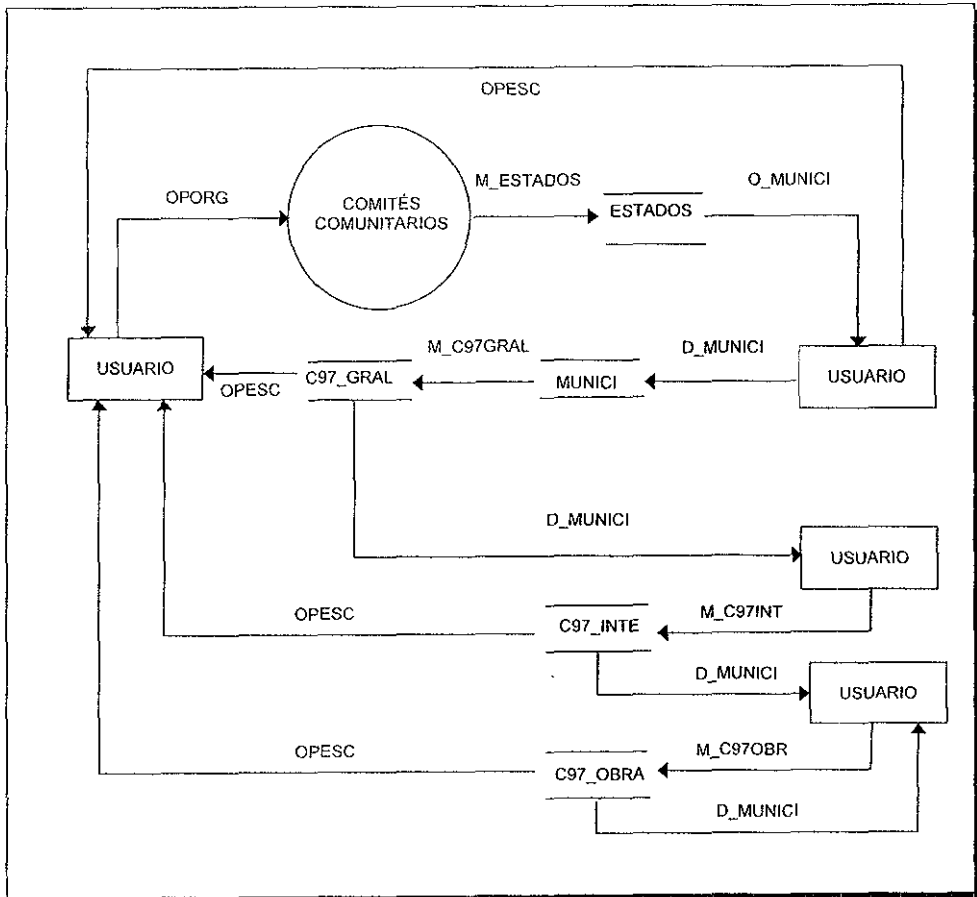 OPESC
M_ESTADOS
O_MUNICI
OPORG
COMITÉS
COMUNITARIOS
ESTADOS
M_C97GRAL
D_MUNICI
USUARIO
OPESC
C97_GRAL
MUNICI
USUARIO
D_MUNICI
USUARIO
OPESC
M_C97INT
C97_INTE
D_MUNICI
USUARIO
OPESC
M_C97OBR
C97_OBRA
D_MUNICI